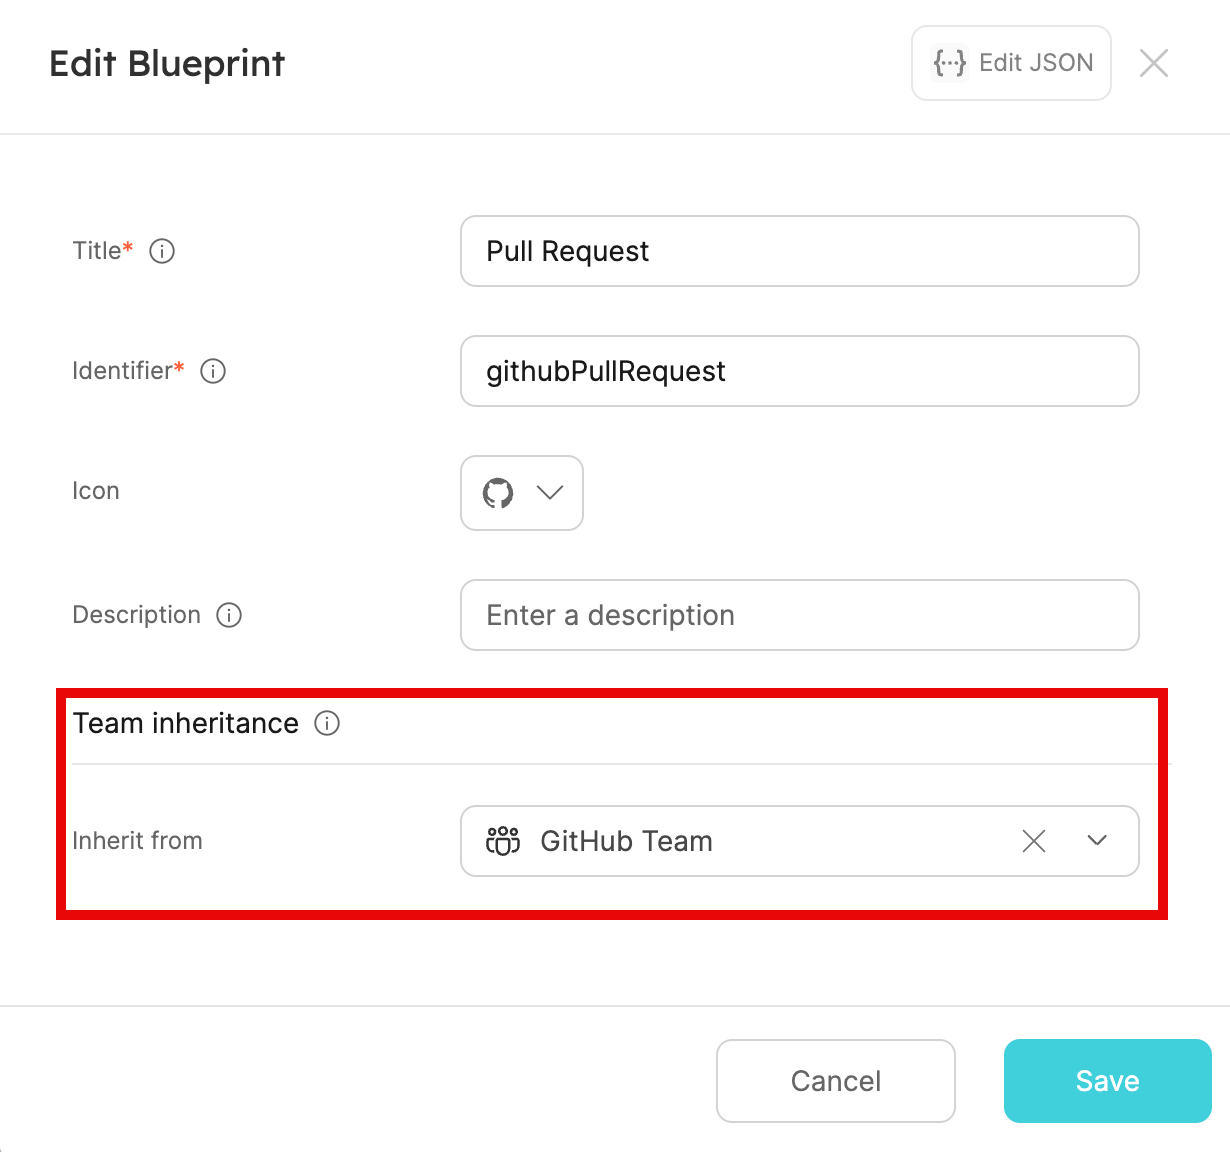 Edit Blueprint
Edit JSON
Title*
Pull Request
Identifier*
githubPullRequest
Icon
Description
Enter a description
Team inheritance
Inherit from
GitHub Team
Cancel
Save